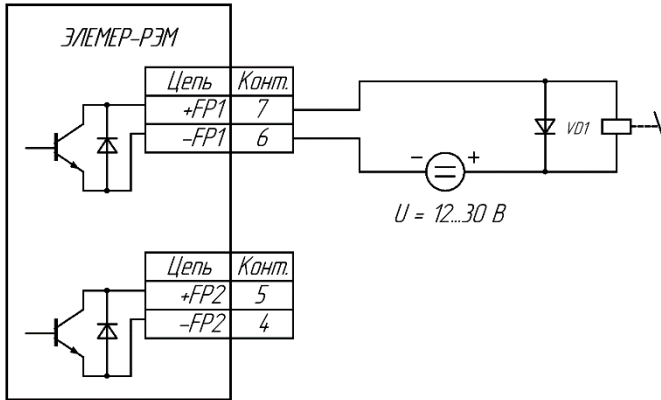 ЭЛЕМЕР-РЭМ
Цепь Конт.
+FP1 7
-FP1 6
VD1
- +
U = 12...30 В
Цепь Конт.
+FP2 5
-FP2 4